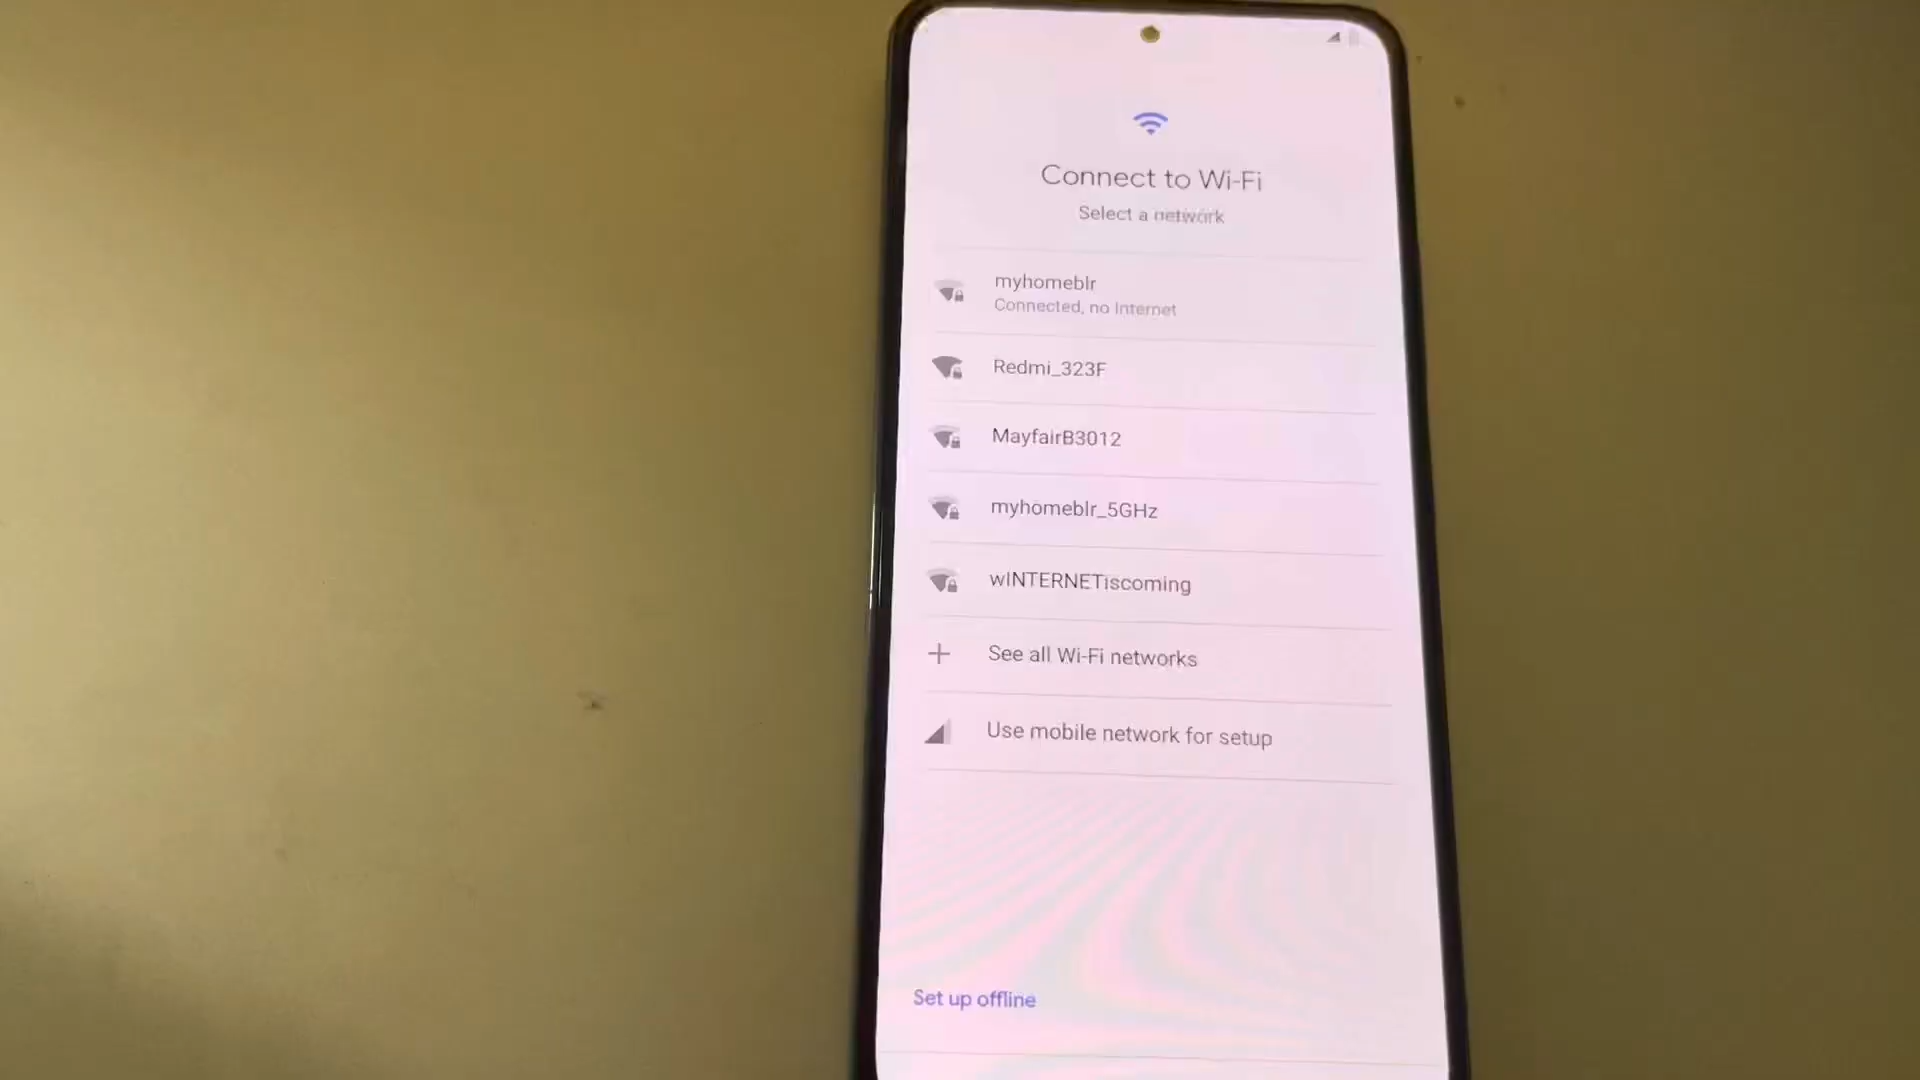 Connect to Wi-Fi
Select a network
myhomeblr
Connected, no Internet
Redmi_323F
MayfairB3012
myhomeblr_5GHz
wINTERNETiscoming
See all Wi-Fi networks
Use mobile network for setup
Set up offline